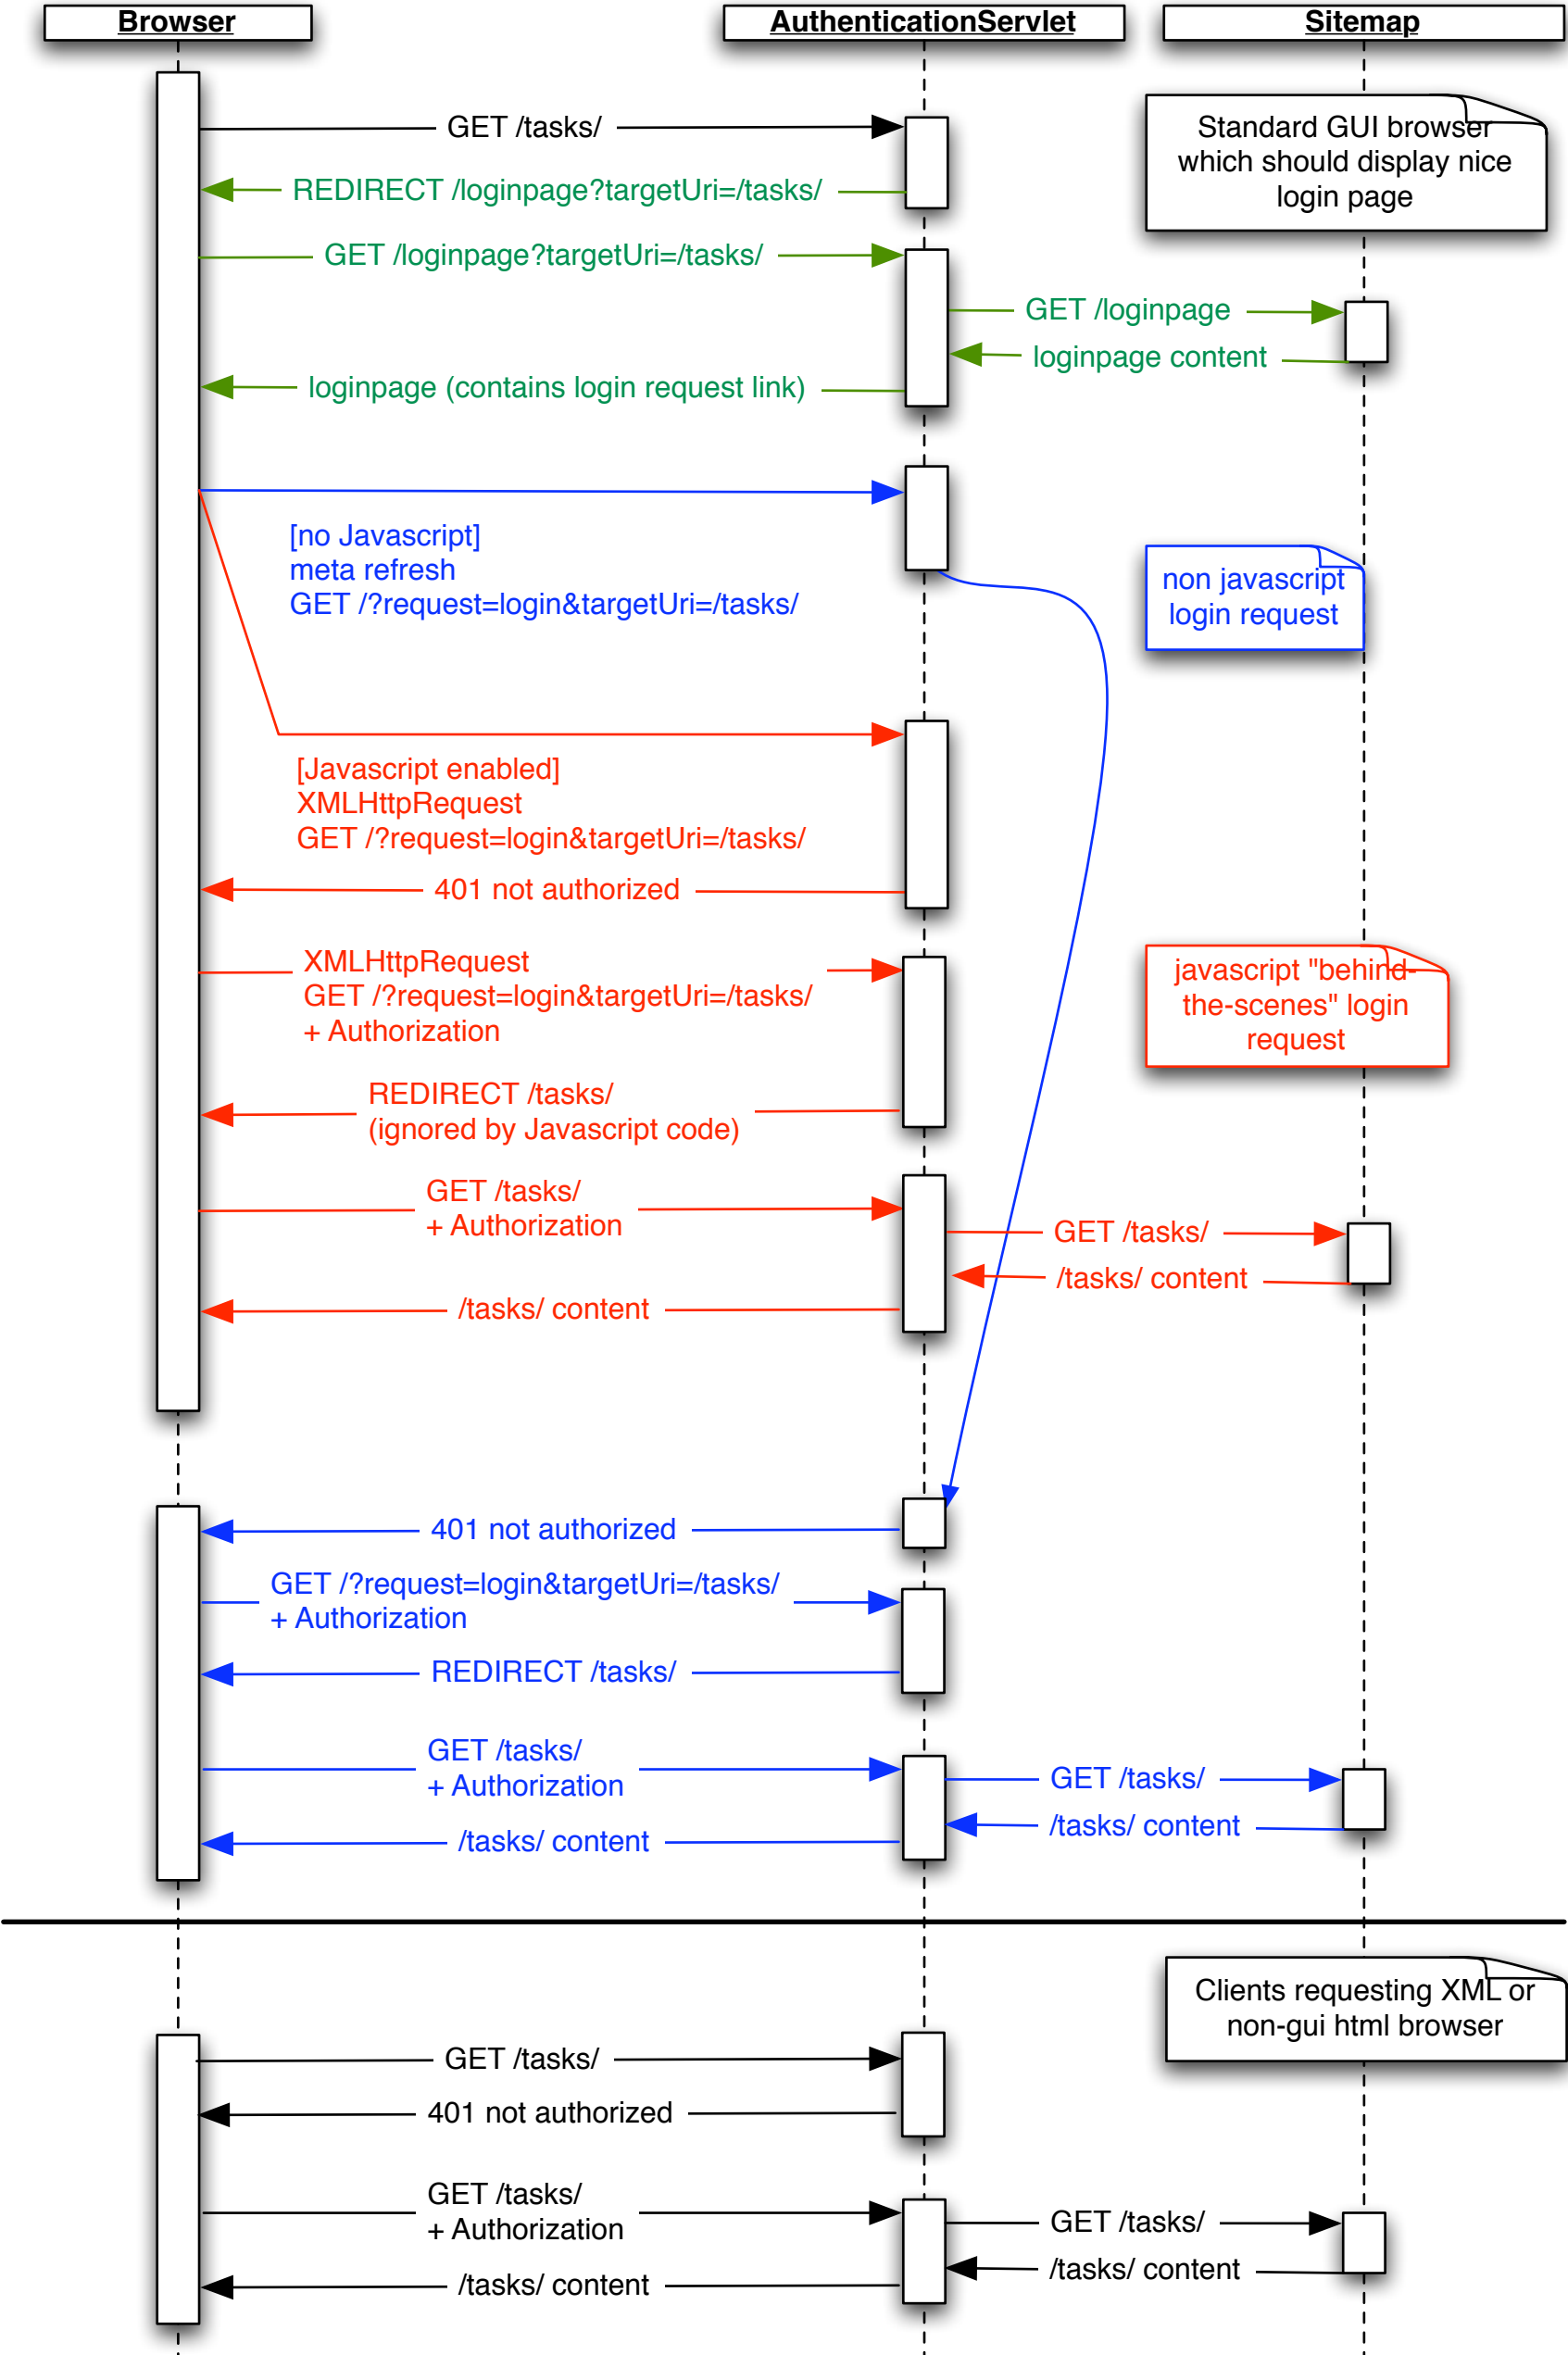 Browser
AuthenticationServlet
Sitemap
GET /tasks/
Standard GUI browser
which should display nice
login page
REDIRECT /loginpage?targetUri=/tasks/
GET /loginpage?targetUri=/tasks/
GET /loginpage
loginpage content
loginpage (contains login request link)
[no Javascript]
meta refresh
GET /?request=login&targetUri=/tasks/
non javascript
login request
[Javascript enabled]
XMLHttpRequest
GET /?request=login&targetUri=/tasks/
401 not authorized
XMLHttpRequest
GET /?request=login&targetUri=/tasks/
+ Authorization
javascript "behind-
the-scenes" login
request
REDIRECT /tasks/
(ignored by Javascript code)
GET /tasks/
+ Authorization
GET /tasks/
/tasks/ content
/tasks/ content
401 not authorized
GET /?request=login&targetUri=/tasks/
+ Authorization
REDIRECT /tasks/
GET /tasks/
+ Authorization
GET /tasks/
/tasks/ content
/tasks/ content
Clients requesting XML or
non-gui html browser
GET /tasks/
401 not authorized
GET /tasks/
+ Authorization
GET /tasks/
/tasks/ content
/tasks/ content